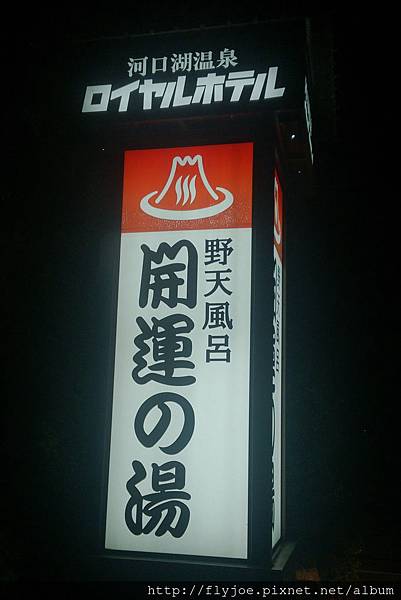 河口湖温泉
ロイヤルホテル
野天風呂
開運の湯
http://flyjoe.pixnet.net/album